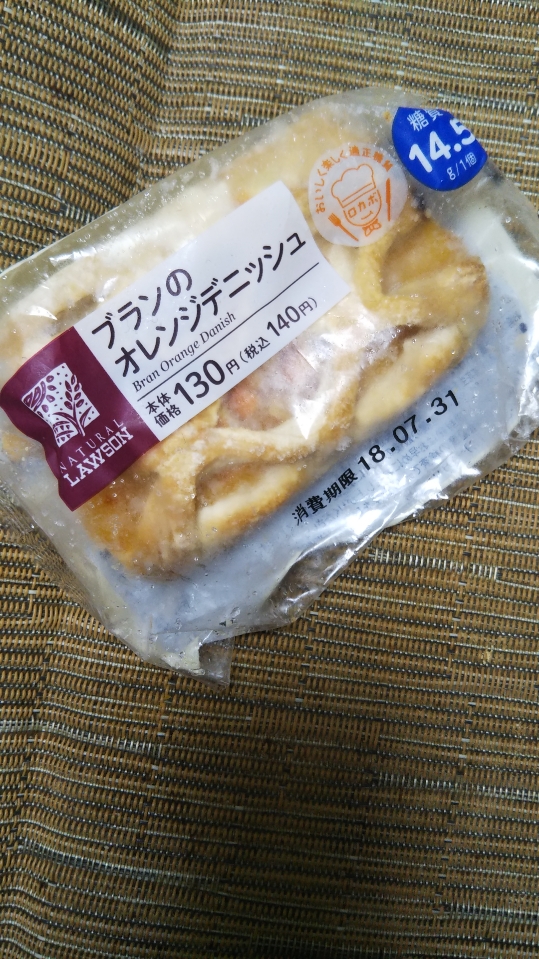 糖質
14.5
g/1個
おいしく楽しく適正糖質
ロカボ
ブランの
オレンジデニッシュ
Bran Orange Danish
本体
価格130円(税込140円)
NATURAL
LAWSON
消費期限 18.07.31